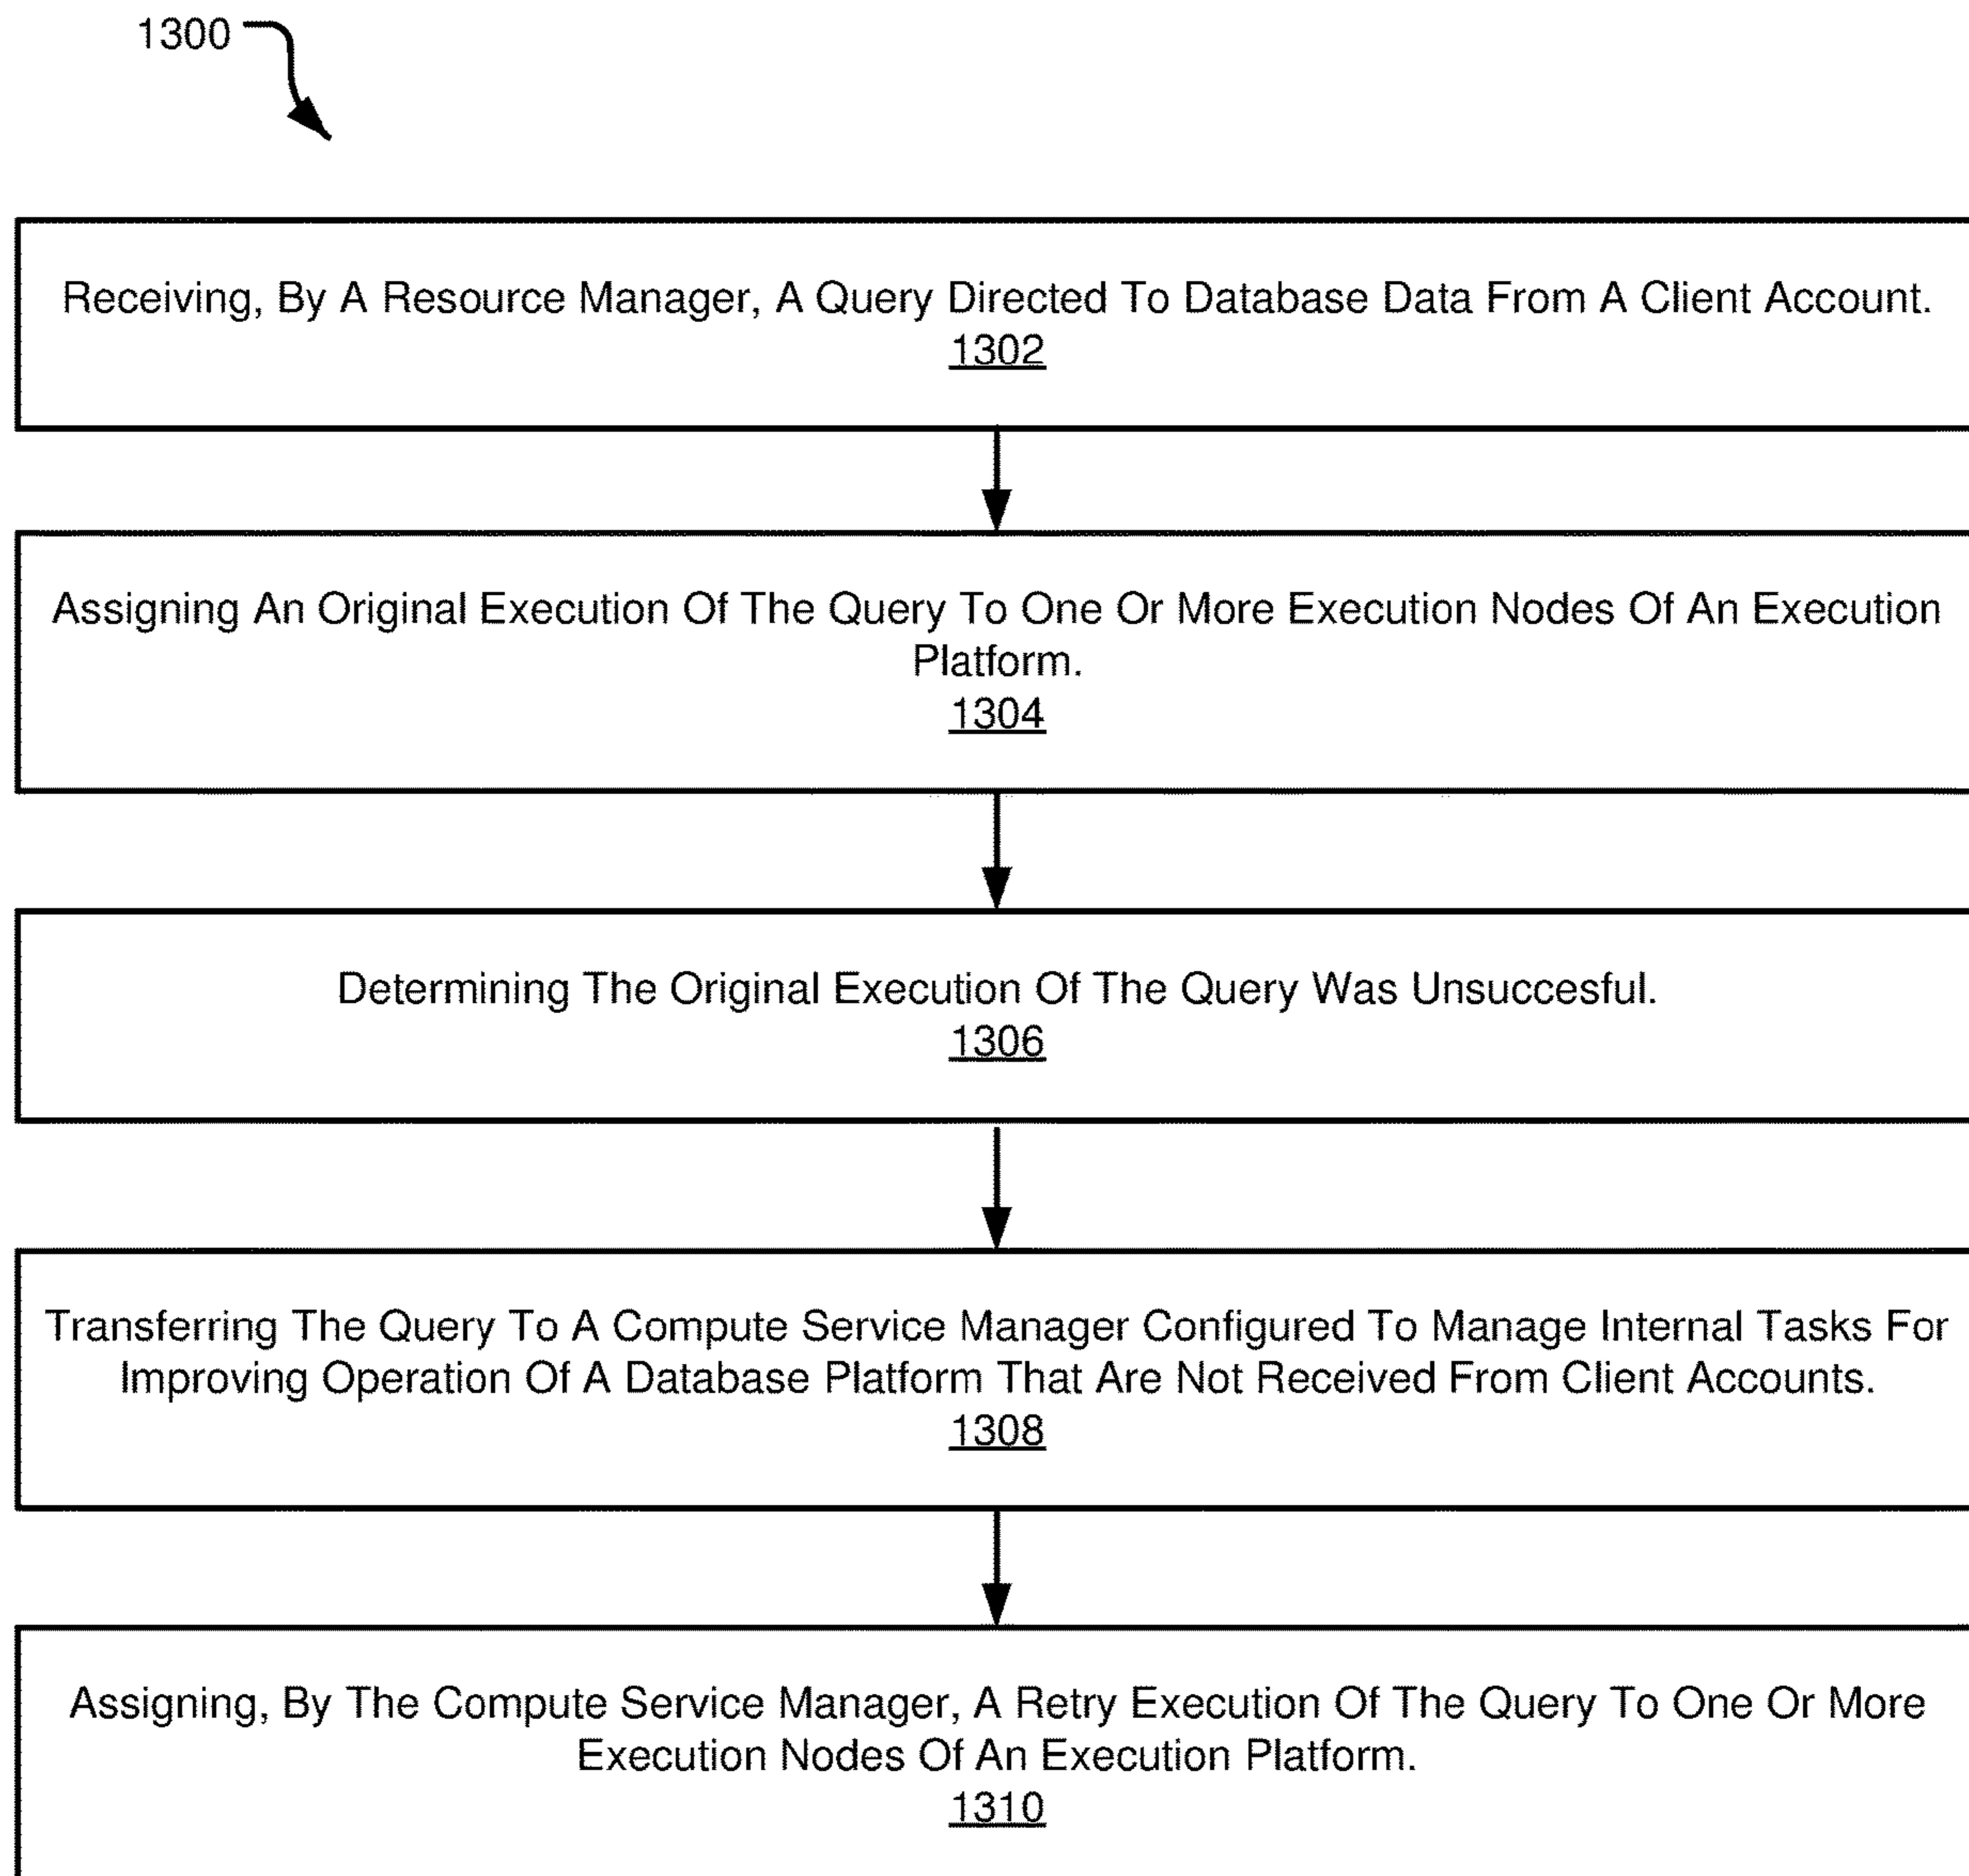 1300
Receiving, By A Resource Manager, A Query Directed To Database Data From A Client Account.
1302
Assigning An Original Execution Of The Query To One Or More Execution Nodes Of An Execution
Platform.
1304
Determining The Original Execution Of The Query Was Unsuccesful.
1306
Transferring The Query To A Compute Service Manager Configured To Manage Internal Tasks For
Improving Operation Of A Database Platform That Are Not Received From Client Accounts.
1308
Assigning, By The Compute Service Manager, A Retry Execution Of The Query To One Or More
Execution Nodes Of An Execution Platform.
1310